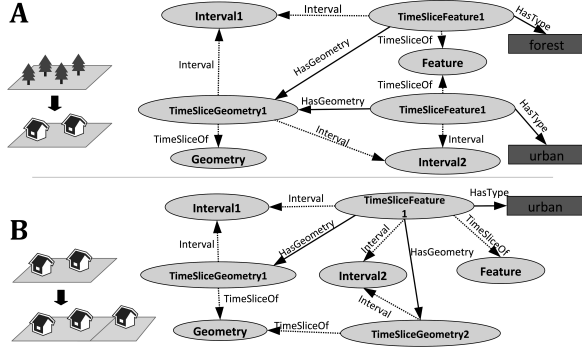 A
Interval1
Interval
TimeSliceFeature1
HasType
forest
TimeSliceOf
HasGeometry
Feature
Interval
TimeSliceOf
TimeSliceGeometry1
HasGeometry
TimeSliceFeature1
HasType
TimeSliceOf
Interval
Interval
Geometry
Interval2
urban
B
Interval1
Interval
TimeSliceFeature
1
HasType
urban
Interval
HasGeometry
Interval
TimeSliceOf
HasGeometry
TimeSliceGeometry1
Interval2
Feature
TimeSliceOf
Interval
Geometry
TimeSliceOf
TimeSliceGeometry2